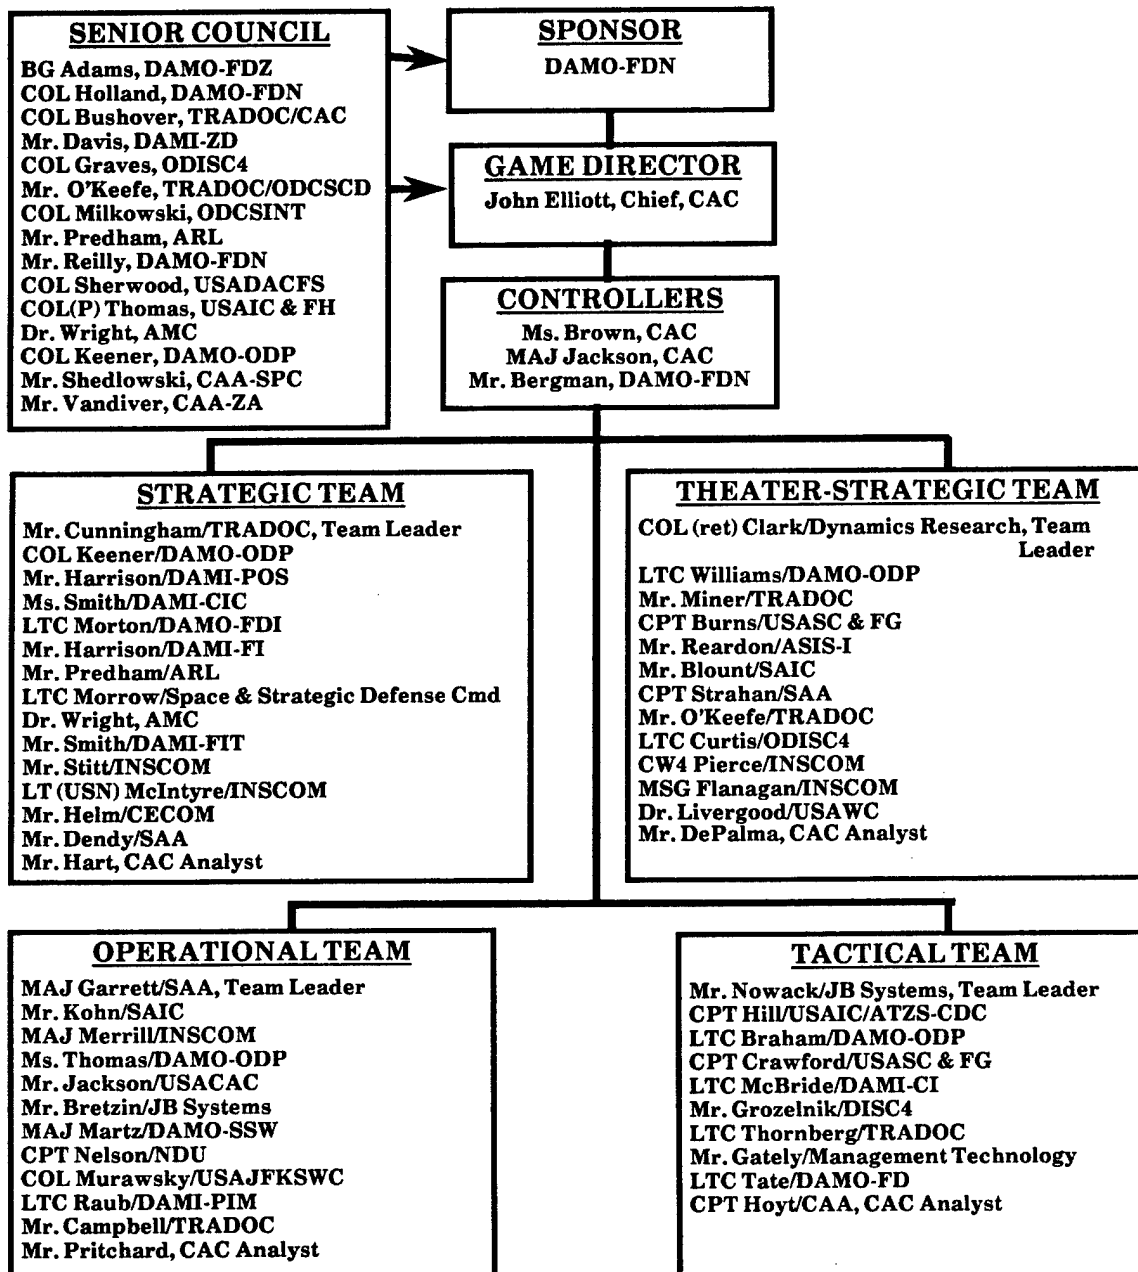 SENIOR COUNCIL
BG Adams, DAMO-FDZ
COL Holland, DAMO-FDN
COL Bushover, TRADOC/CAC
Mr. Davis, DAMI-ZD
COL Graves, ODISC4
Mr. O'Keefe, TRADOC/ODCSCD
COL Milkowski, ODCSINT
Mr. Predham, ARL
Mr. Reilly, DAMO-FDN
COL Sherwood, USADACFS
COL(P) Thomas, USAIC & FH
Dr. Wright, AMC
COL Keener, DAMO-ODP
Mr. Shedlowski, CAA-SPC
Mr. Vandiver, CAA-ZA
SPONSOR
DAMO-FDN
GAME DIRECTOR
John Elliott, Chief, CAC
CONTROLLERS
Ms. Brown, CAC
MAJ Jackson, CAC
Mr. Bergman, DAMO-FDN
STRATEGIC TEAM
Mr. Cunningham/TRADOC, Team Leader
COL Keener/DAMO-ODP
Mr. Harrison/DAMI-POS
Ms. Smith/DAMI-CIC
LTC Morton/DAMO-FDI
Mr. Harrison/DAMI-FI
Mr. Predham/ARL
LTC Morrow/Space & Strategic Defense Cmd
Dr. Wright, AMC
Mr. Smith/DAMI-FIT
Mr. Stitt/INSCOM
LT (USN) McIntyre/INSCOM
Mr. Helm/CECOM
Mr. Dendy/SAA
Mr. Hart, CAC Analyst
THEATER-STRATEGIC TEAM
COL (ret) Clark/Dynamics Research, Team
Leader
LTC Williams/DAMO-ODP
Mr. Miner/TRADOC
CPT Burns/USASC & FG
Mr. Reardon/ASIS-I
Mr. Blount/SAIC
CPT Strahan/SAA
Mr. O'Keefe/TRADOC
LTC Curtis/ODISC4
CW4 Pierce/INSCOM
MSG Flanagan/INSCOM
Dr. Livergood/USAWC
Mr. DePalma, CAC Analyst
OPERATIONAL TEAM
MAJ Garrett/SAA, Team Leader
Mr. Kohn/SAIC
MAJ Merrill/INSCOM
Ms. Thomas/DAMO-ODP
Mr. Jackson/USACAC
Mr. Bretzin/JB Systems
MAJ Martz/DAMO-SSW
CPT Nelson/NDU
COL Murawsky/USAJFKSWC
LTC Raub/DAMI-PIM
Mr. Campbell/TRADOC
Mr. Pritchard, CAC Analyst
TACTICAL TEAM
Mr. Nowack/JB Systems, Team Leader
CPT Hill/USAIC/ATZS-CDC
LTC Braham/DAMO-ODP
CPT Crawford/USASC & FG
LTC McBride/DAMI-CI
Mr. Grozelnik/DISC4
LTC Thornberg/TRADOC
Mr. Gately/Management Technology
LTC Tate/DAMO-FD
CPT Hoyt/CAA, CAC Analyst